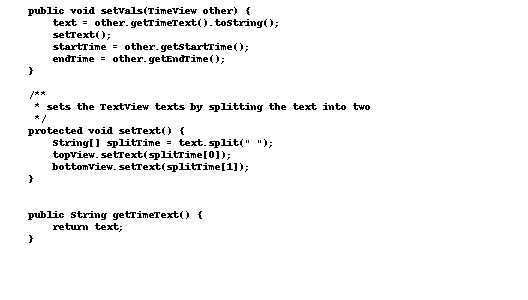 public void setVals(TimeView other) {
    text = other.getTimeText().toString();
    setText();
    startTime = other.getStartTime();
    endTime = other.getEndTime();
}

/**
 * sets the TextView texts by splitting the text into two
 */
protected void setText() {
    String[] splitTime = text.split(" ");
    topView.setText(splitTime[0]);
    bottomView.setText(splitTime[1]);
}

public String getTimeText() {
    return text;
}